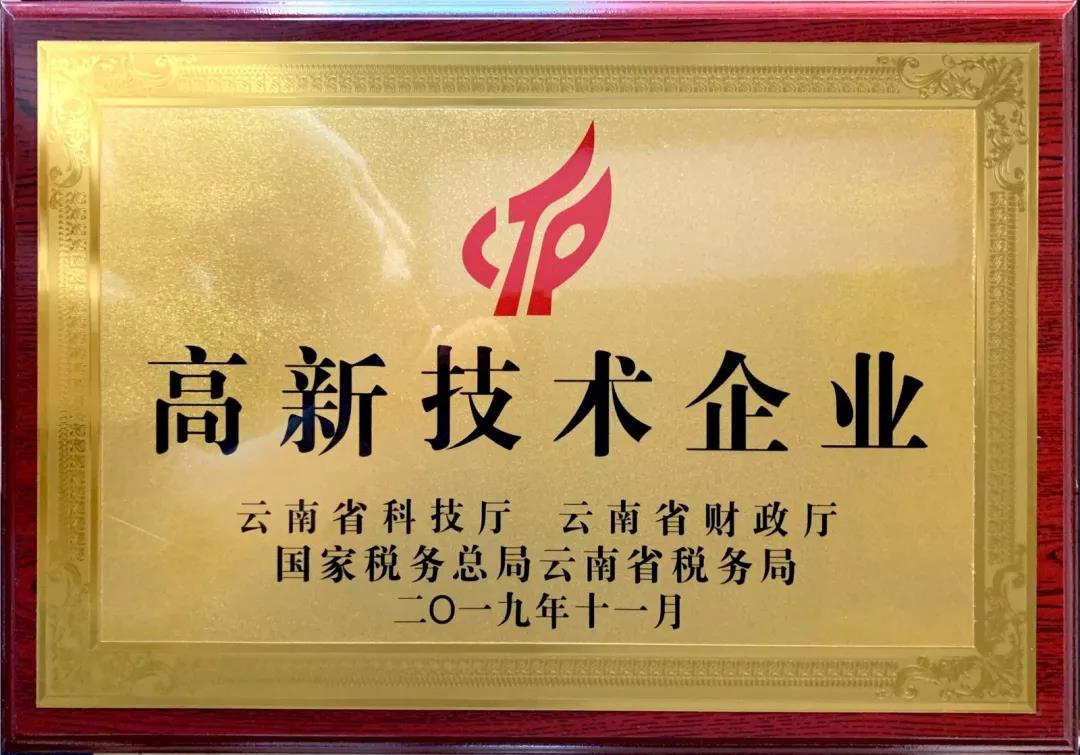 高新技术企业
云南省科技厅 云南省财政厅
国家税务总局云南省税务局
二〇一九年十一月